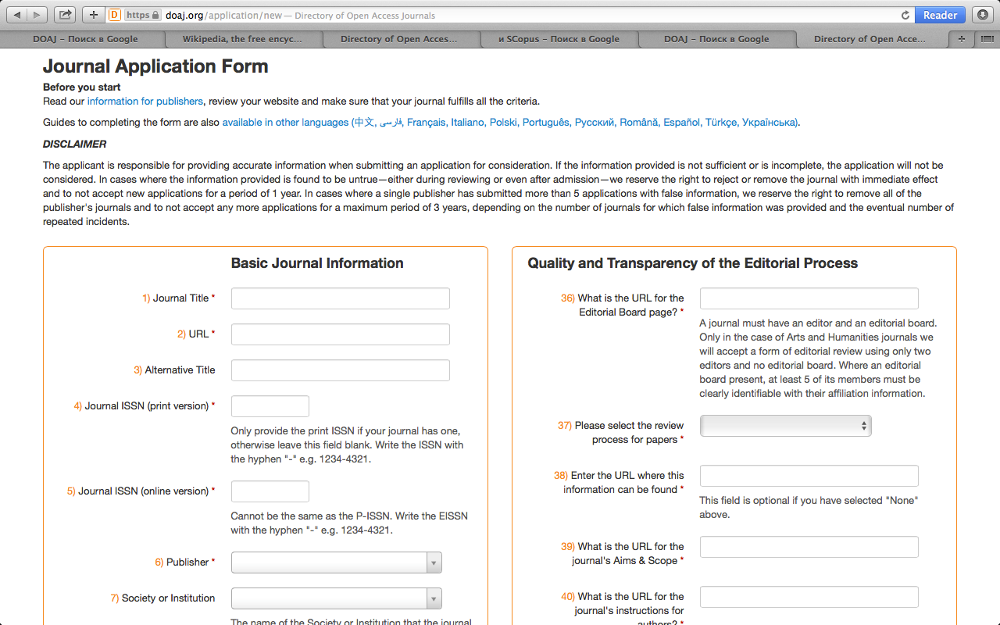 D https doaj.org/application/new — Directory of Open Access Journals Reader
DOAJ – Поиск в Google
Wikipedia, the free encyc...
Directory of Open Acces...
и SCopus – Поиск в Google
DOAJ – Поиск в Google
Directory of Open Acce...
Journal Application Form
Before you start
Read our information for publishers, review your website and make sure that your journal fulfills all the criteria.
Guides to completing the form are also available in other languages (中文, فارسی, Français, Italiano, Polski, Português, Русский, Română, Español, Türkçe, Українська).
DISCLAIMER
The applicant is responsible for providing accurate information when submitting an application for consideration. If the information provided is not sufficient or is incomplete, the application will not be
considered. In cases where the information provided is found to be untrue—either during reviewing or even after admission—we reserve the right to reject or remove the journal with immediate effect
and to not accept new applications for a period of 1 year. In cases where a single publisher has submitted more than 5 applications with false information, we reserve the right to remove all of the
publisher's journals and to not accept any more applications for a maximum period of 3 years, depending on the number of journals for which false information was provided and the eventual number of
repeated incidents.
Basic Journal Information
1) Journal Title *
2) URL *
3) Alternative Title
4) Journal ISSN (print version) *
Only provide the print ISSN if your journal has one,
otherwise leave this field blank. Write the ISSN with
the hyphen "-" e.g. 1234-4321.
5) Journal ISSN (online version) *
Cannot be the same as the P-ISSN. Write the EISSN
with the hyphen "-" e.g. 1234-4321.
6) Publisher *
7) Society or Institution
The name of the Society or Institution that the journal
Quality and Transparency of the Editorial Process
36) What is the URL for the
Editorial Board page? *
A journal must have an editor and an editorial board.
Only in the case of Arts and Humanities journals we
will accept a form of editorial review using only two
editors and no editorial board. Where an editorial
board present, at least 5 of its members must be
clearly identifiable with their affiliation information.
37) Please select the review
process for papers *
38) Enter the URL where this
information can be found *
This field is optional if you have selected "None"
above.
39) What is the URL for the
journal's Aims & Scope *
40) What is the URL for the
journal's instructions for
authors? *